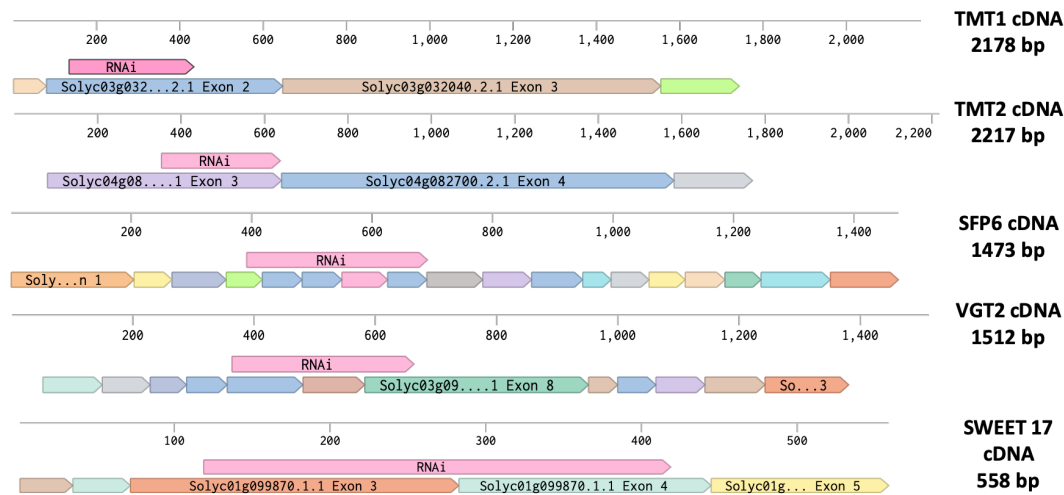 TMT1 cDNA
2178 bp
200 400 600 800 1,000 1,200 1,400 1,600 1,800 2,000
RNAi
Solyc03g032...2.1 Exon 2 Solyc03g032040.2.1 Exon 3
TMT2 cDNA
2217 bp
200 400 600 800 1,000 1,200 1,400 1,600 1,800 2,000 2,200
RNAi
Solyc04g08....1 Exon 3 Solyc04g082700.2.1 Exon 4
SFP6 cDNA
1473 bp
200 400 600 800 1,000 1,200 1,400
RNAi
Soly...n 1
VGT2 cDNA
1512 bp
200 400 600 800 1,000 1,200 1,400
RNAi
Solyc03g09....1 Exon 8 So...3
SWEET 17
cDNA
558 bp
100 200 300 400 500
RNAi
Solyc01g099870.1.1 Exon 3 Solyc01g099870.1.1 Exon 4 Solyc01g... Exon 5